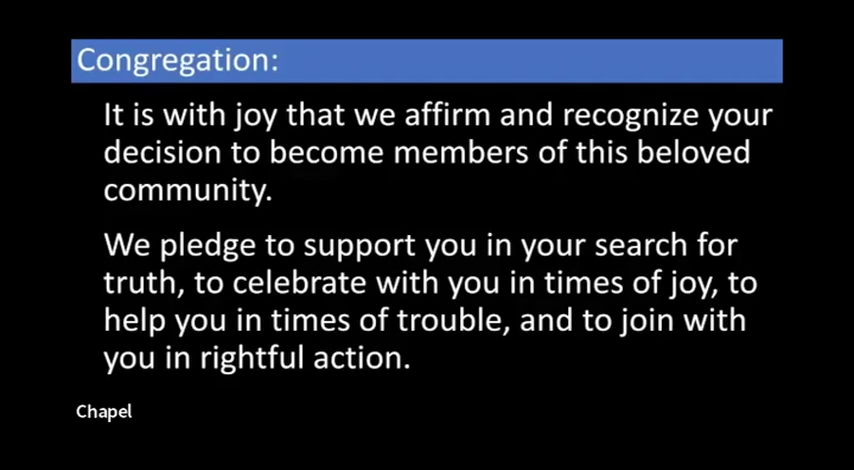 Congregation:
It is with joy that we affirm and recognize your
decision to become members of this beloved
community.
We pledge to support you in your search for
truth, to celebrate with you in times of joy, to
help you in times of trouble, and to join with
you in rightful action.
Chapel